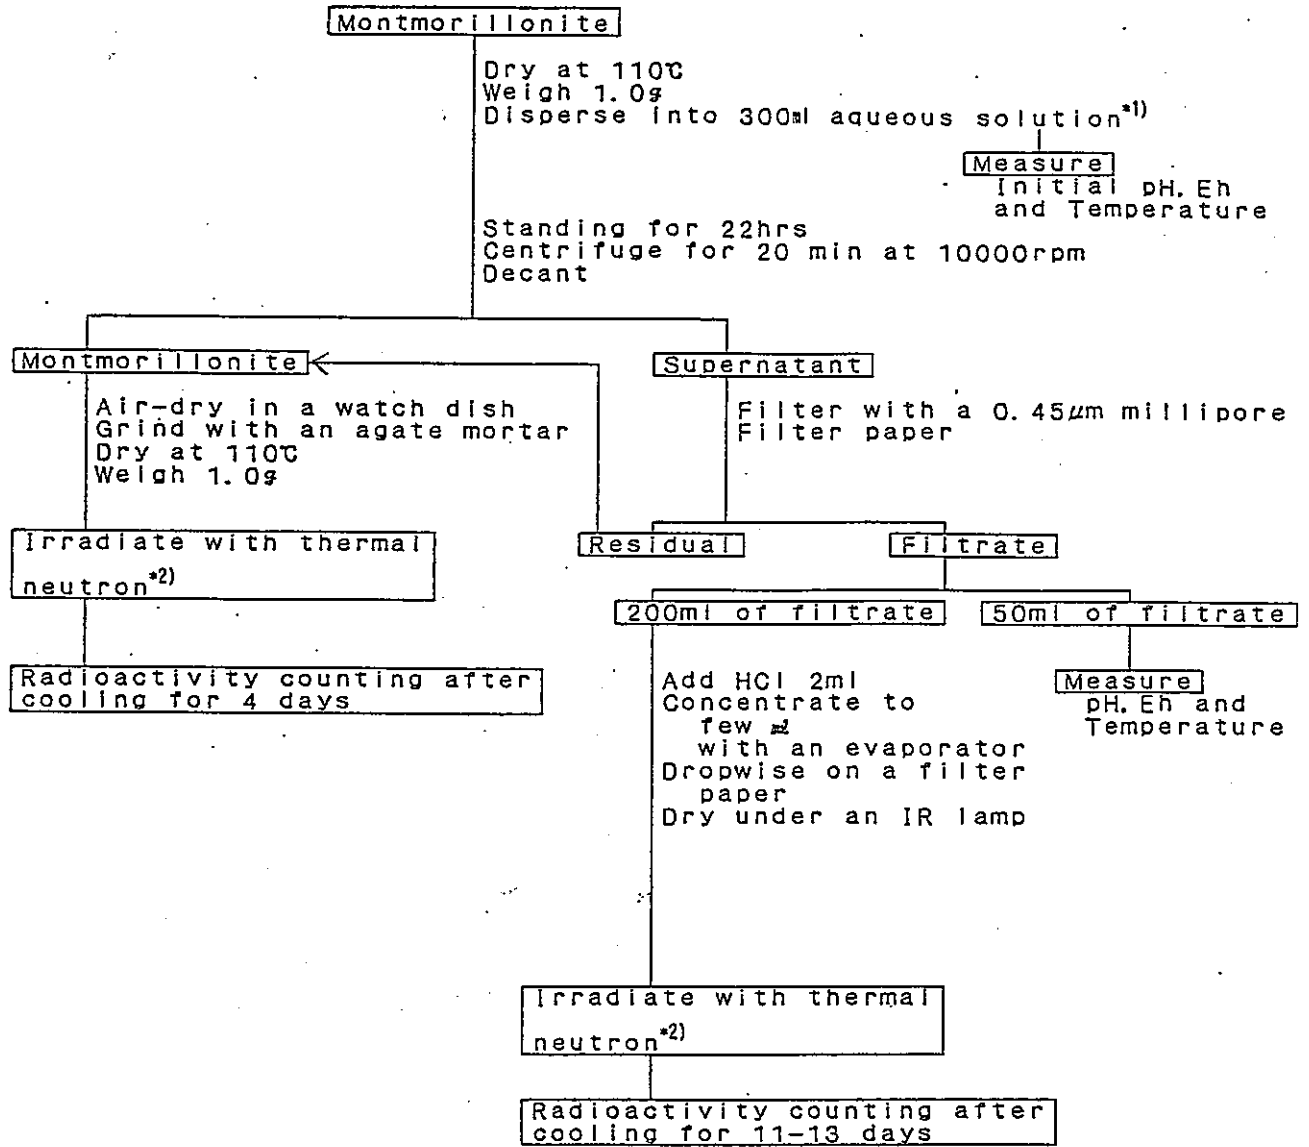 Montmorillonite
Dry at 110℃
Weigh 1.0g
Disperse into 300ml aqueous solution*1)
Measure
Initial pH. Eh
and Temperature
Standing for 22hrs
Centrifuge for 20 min at 10000rpm
Decant
Montmorillonite
Supernatant
Air-dry in a watch dish
Grind with an agate mortar
Dry at 110℃
Weigh 1.0g
Filter with a 0.45μm millipore
Filter paper
Irradiate with thermal
neutron*2)
Residual
Filtrate
200ml of filtrate
50ml of filtrate
Radioactivity counting after
cooling for 4 days
Add HCl 2ml
Concentrate to
few
with an evaporator
Dropwise on a filter
paper
Dry under an IR lamp
Measure
pH. Eh and
Temperature
Irradiate with thermal
neutron*2)
Radioactivity counting after
cooling for 11-13 days